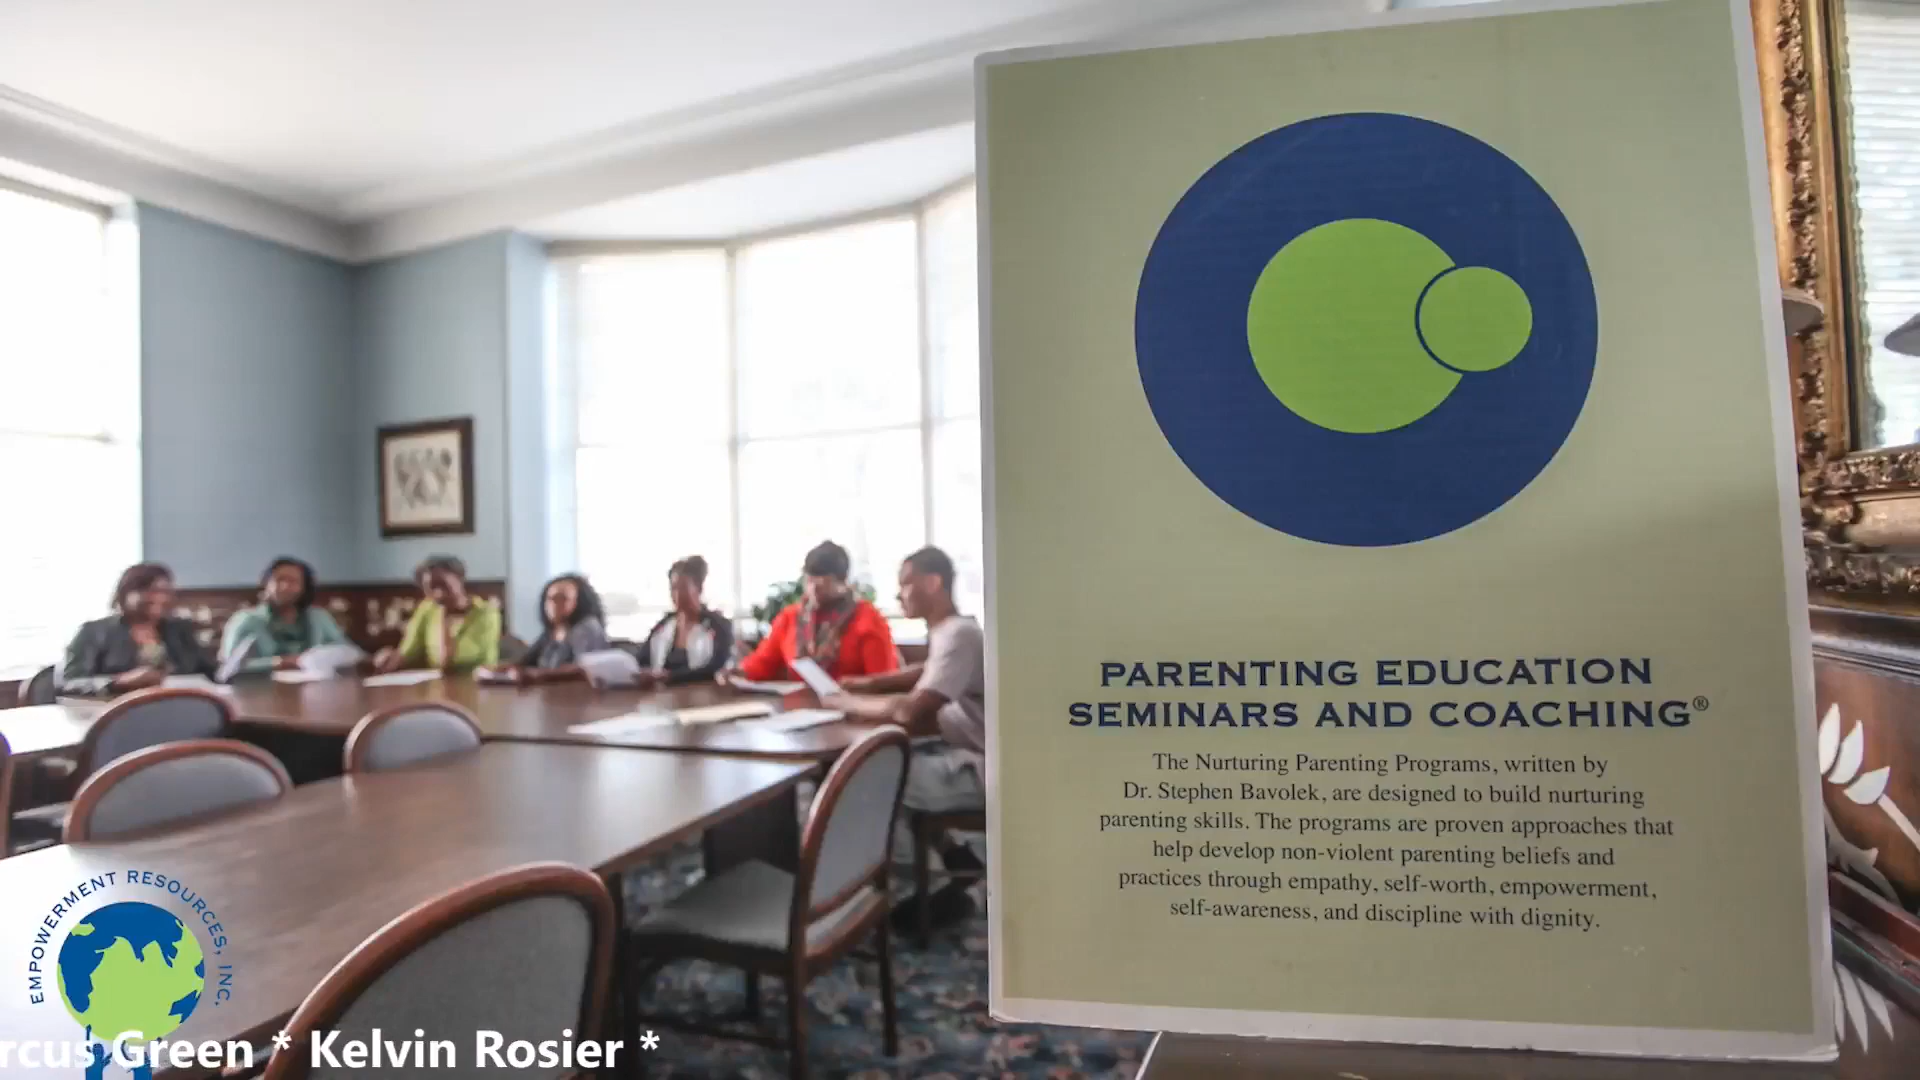 PARENTING EDUCATION
SEMINARS AND COACHING®
The Nurturing Parenting Programs, written by
Dr. Stephen Bavolek, are designed to build nurturing
parenting skills. The programs are proven approaches that
help develop non-violent parenting beliefs and
practices through empathy, self-worth, empowerment,
self-awareness, and discipline with dignity.
EMPOWERMENT RESOURCES, INC.
rcus Green * Kelvin Rosier *